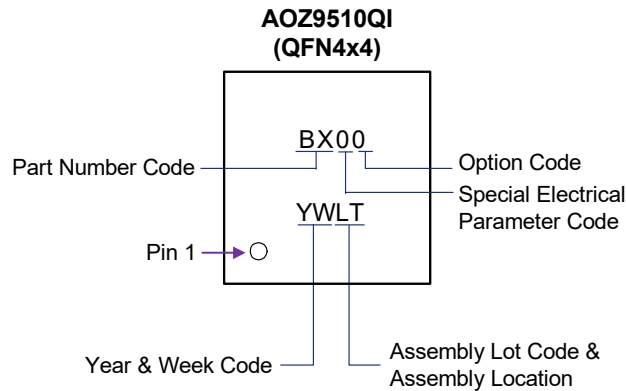 AOZ9510QI
(QFN4x4)
BX00
Part Number Code
Option Code
Special Electrical
Parameter Code
YWLT
Pin 1
Year & Week Code
Assembly Lot Code &
Assembly Location